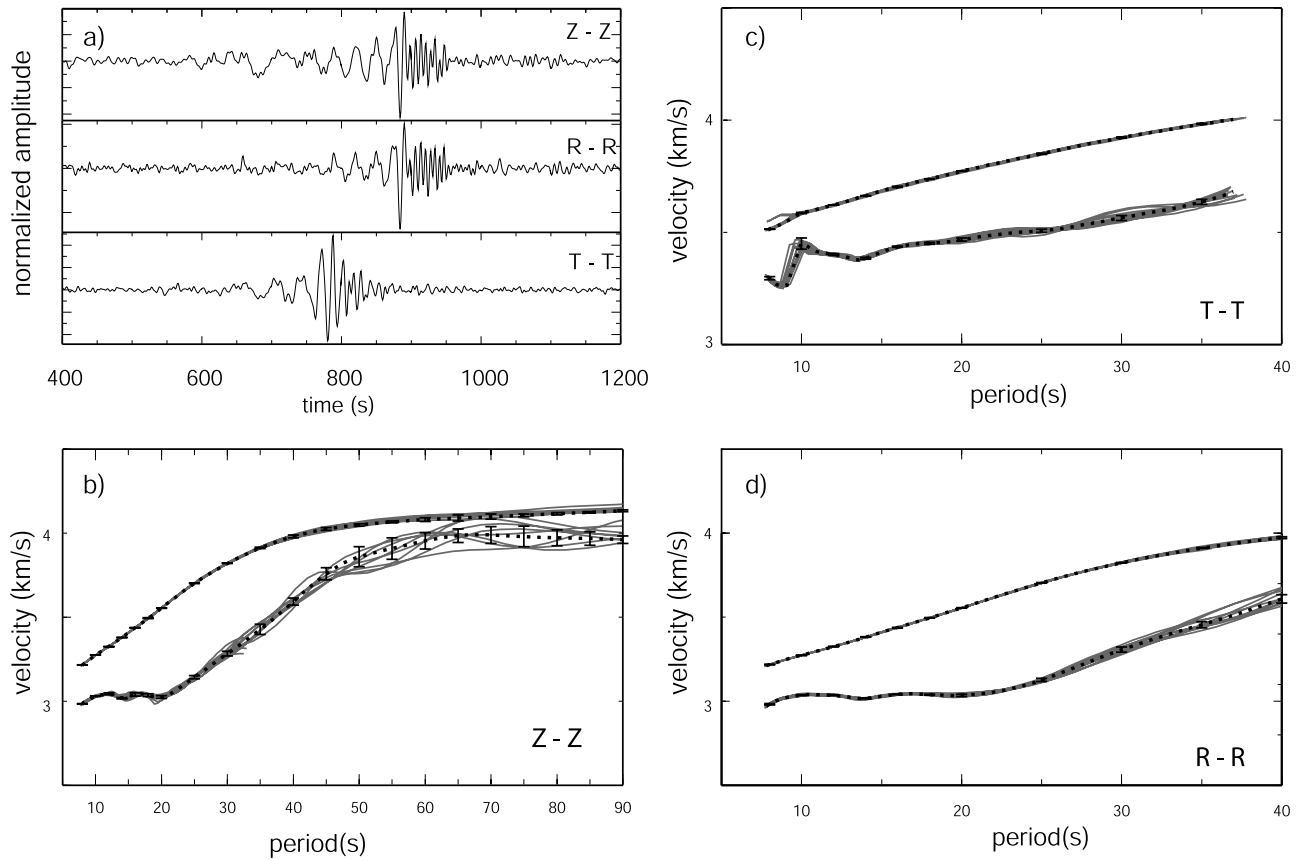 a)
Z - Z
R - R
T - T
normalized amplitude
400 600 800 1000 1200
time (s)
c)
4
3
velocity (km/s)
T - T
10 20 30 40
period(s)
b)
4
3
velocity (km/s)
Z - Z
10 20 30 40 50 60 70 80 90
period(s)
d)
4
3
velocity (km/s)
R - R
10 20 30 40
period(s)